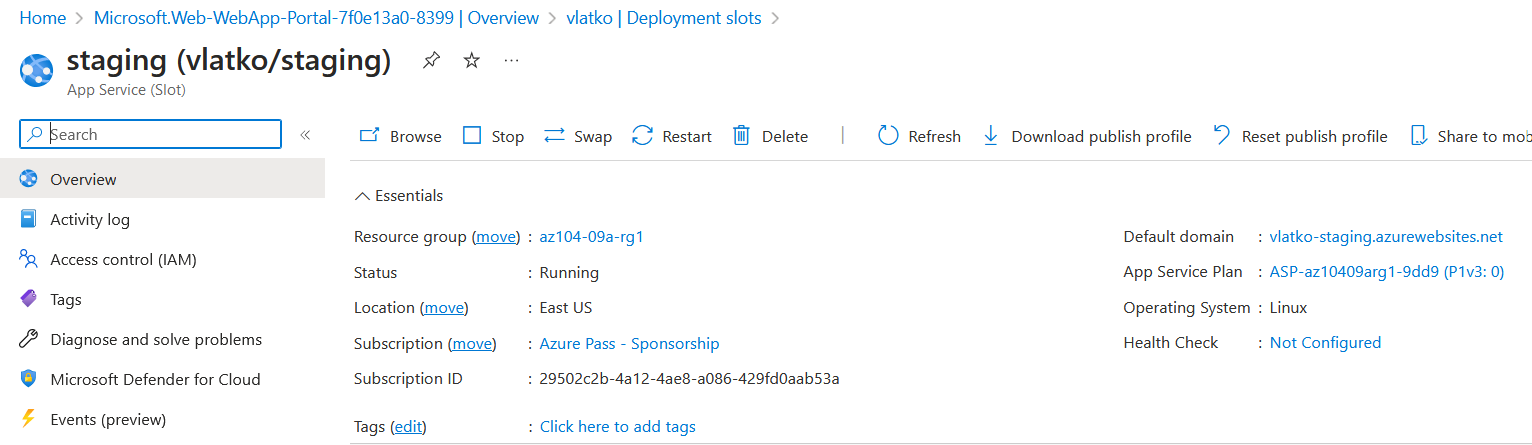 Home > Microsoft.Web-WebApp-Portal-7f0e13a0-8399 | Overview > vlatko | Deployment slots >
staging (vlatko/staging) ...
App Service (Slot)
Search «
Browse Stop Swap Restart Delete | Refresh Download publish profile Reset publish profile Share to mob
Overview
Activity log
Access control (IAM)
Tags
Diagnose and solve problems
Microsoft Defender for Cloud
Events (preview)
Essentials
Resource group (move) : az104-09a-rg1
Status : Running
Location (move) : East US
Subscription (move) : Azure Pass - Sponsorship
Subscription ID : 29502c2b-4a12-4ae8-a086-429fd0aab53a
Tags (edit) : Click here to add tags
Default domain : vlatko-staging.azurewebsites.net
App Service Plan : ASP-az10409arg1-9dd9 (P1v3: 0)
Operating System : Linux
Health Check : Not Configured